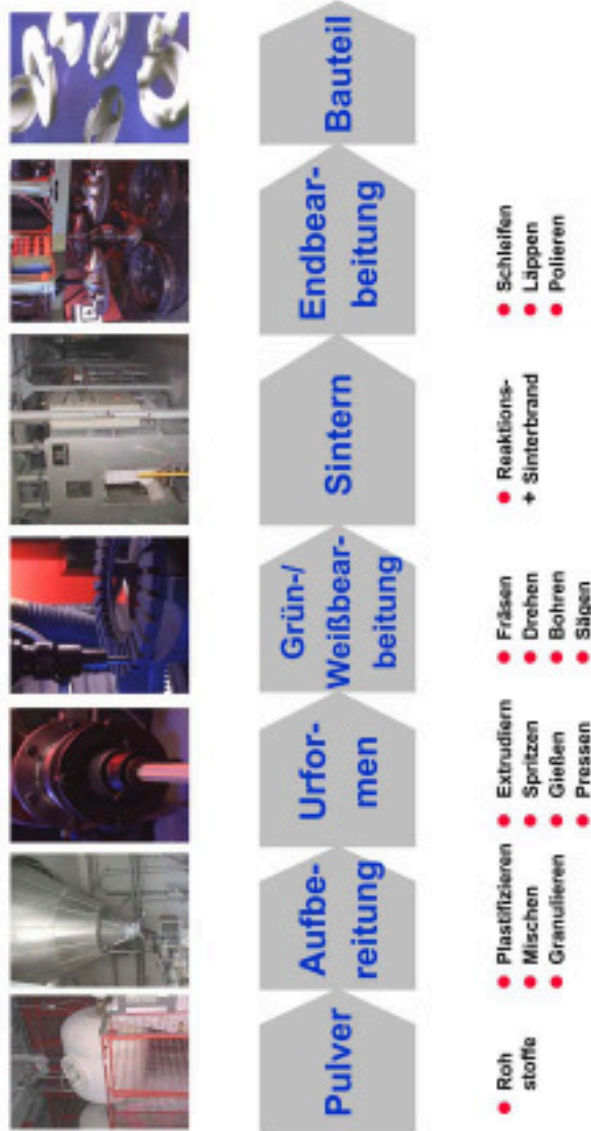 Pulver
Aufbe-
reitung
Urfor-
men
Grün-/
Weißbear-
beitung
Sintern
Endbear-
beitung
Bauteil
Roh
stoffe
Plastifizieren
Mischen
Granulieren
Extrudiern
Spritzen
Gießen
Pressen
Fräsen
Drehen
Bohren
Sägen
Reaktions-
+ Sinterbrand
Schleifen
Läppen
Polieren